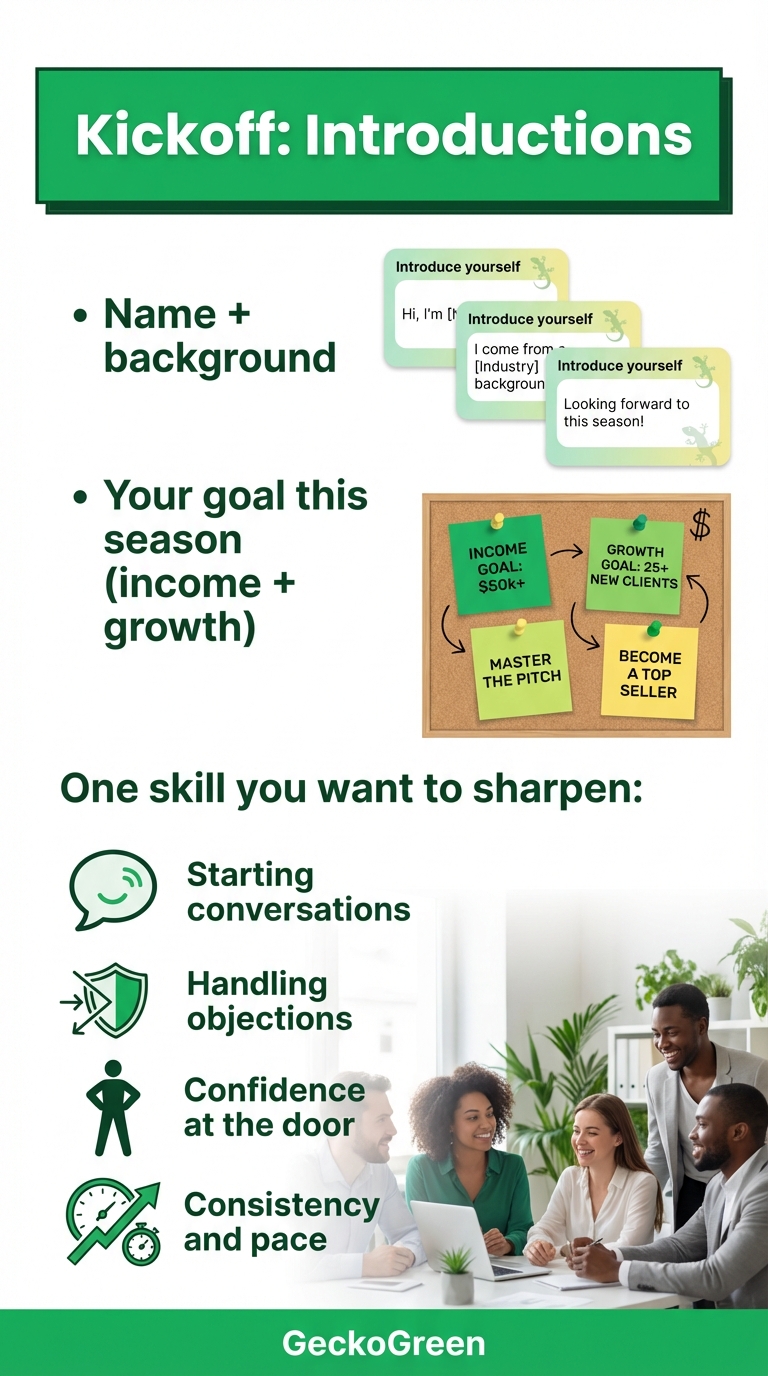 Kickoff: Introductions
• Name +
background
Introduce yourself
Hi, I'm
Introduce yourself
I come from a
[Industry]
Introduce yourself
Looking forward to
this season!
• Your goal this
season
(income +
growth)
$
INCOME
GOAL:
$50k+
GROWTH
GOAL: 25+
NEW CLIENTS
MASTER
THE PITCH
BECOME
A TOP
SELLER
One skill you want to sharpen:
Starting
conversations
Handling
objections
Confidence
at the door
Consistency
and pace
GeckoGreen